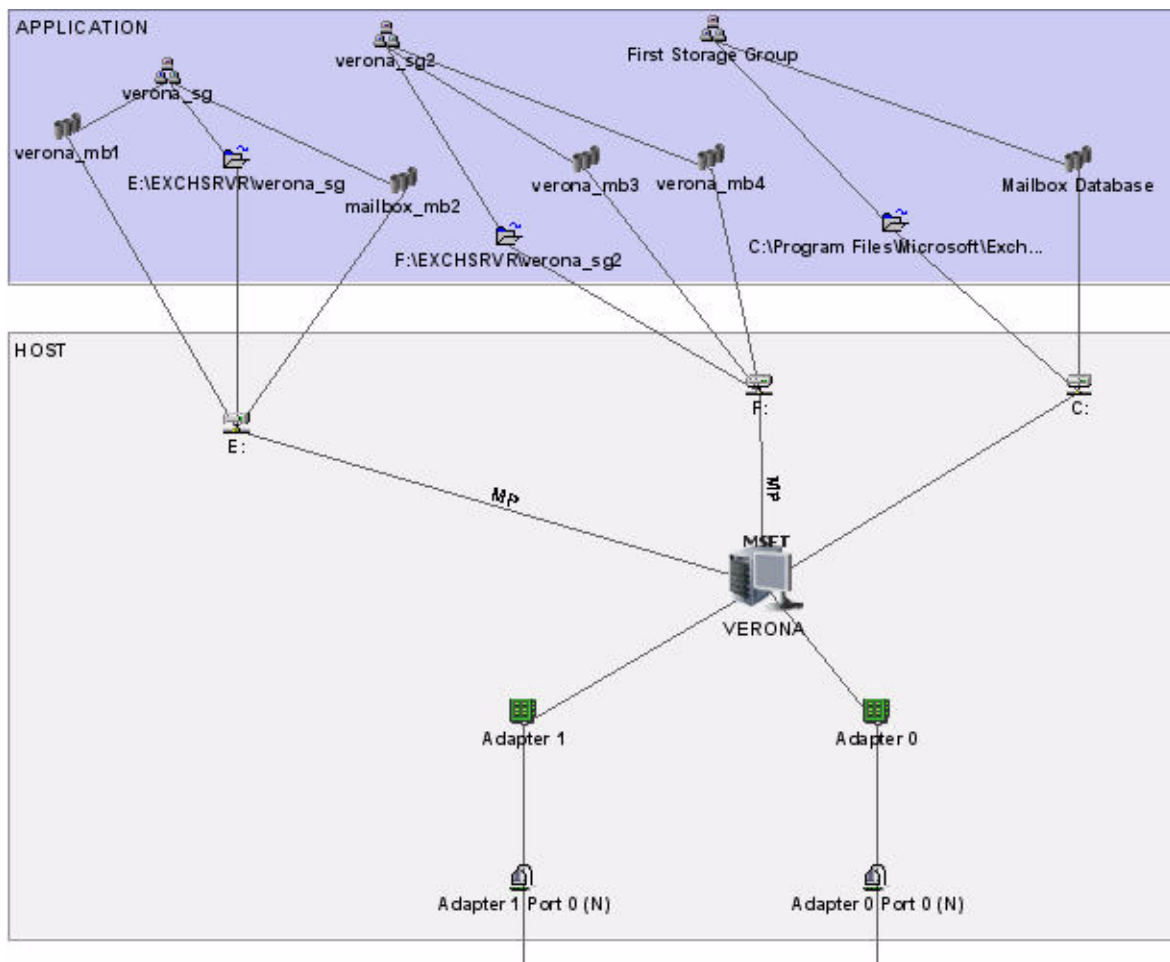 APPLICATION
verona_sg
verona_sg2
First Storage Group
verona_mb1
E:\EXCHSRVR\verona_sg
mailbox_mb2
verona_mb3
verona_mb4
Mailbox Database
F:\EXCHSRVR\verona_sg2
C:\Program Files\Microsoft\Exch...
HOST
E:
F:
C:
MP
MP
MSFT
VERONA
Adapter 1
Adapter 0
Adapter 1 Port 0 (N)
Adapter 0 Port 0 (N)